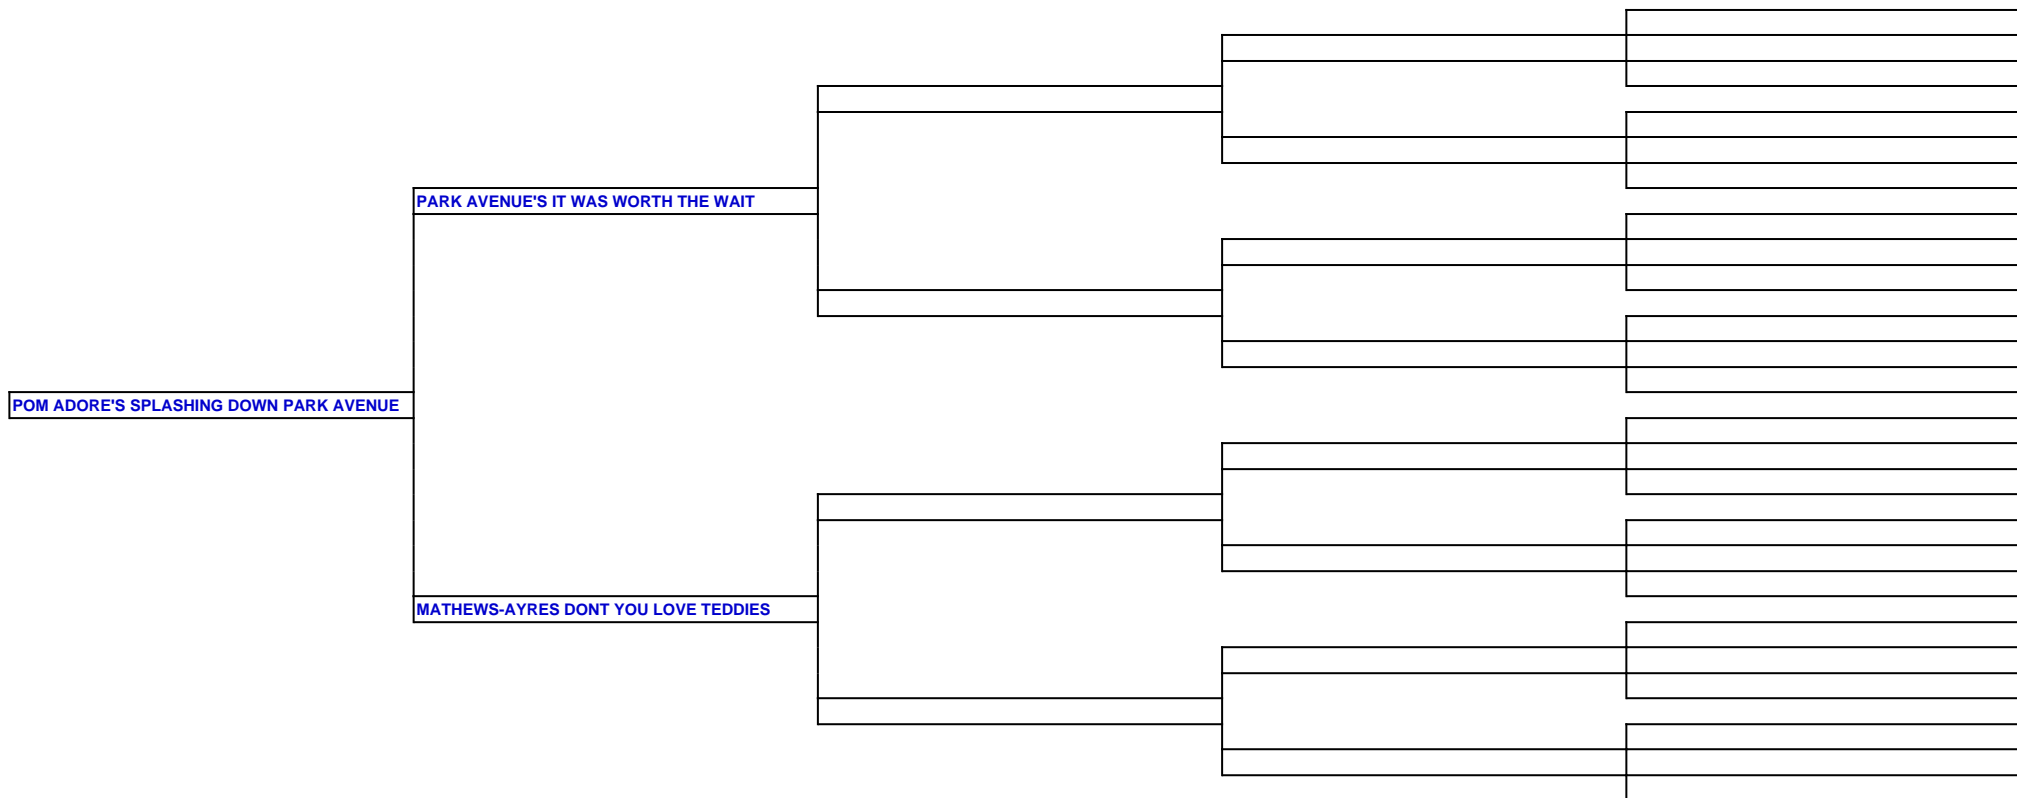 PARK AVENUE'S IT WAS WORTH THE WAIT
POM ADORE'S SPLASHING DOWN PARK AVENUE
MATHEWS-AYRES DONT YOU LOVE TEDDIES